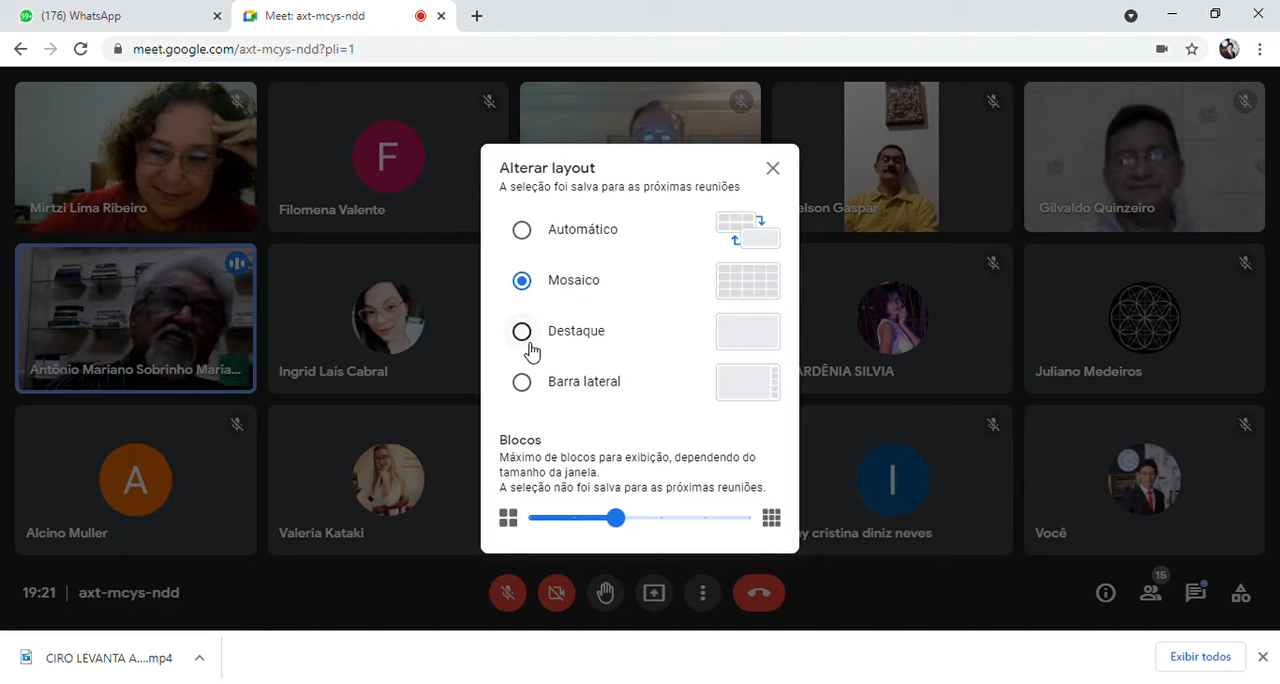 99+ (176) WhatsApp
Meet: axt-mcys-ndd
meet.google.com/axt-mcys-ndd?pli=1
Mirtzi Lima Ribeiro
F
Filomena Valente
elson Gaspar
Gilvaldo Quinzeiro
Antônio Mariano Sobrinho Maria...
Ingrid Lais Cabral
ARDÊNIA SILVIA
Juliano Medeiros
A
Alcino Muller
Valeria Kataki
I
y cristina diniz neves
Você
Alterar layout
A seleção foi salva para as próximas reuniões
Automático
Mosaico
Destaque
Barra lateral
Blocos
Máximo de blocos para exibição, dependendo do
tamanho da janela.
A seleção não foi salva para as próximas reuniões.
19:21 | axt-mcys-ndd
15
CIRO LEVANTA A....mp4
Exibir todos